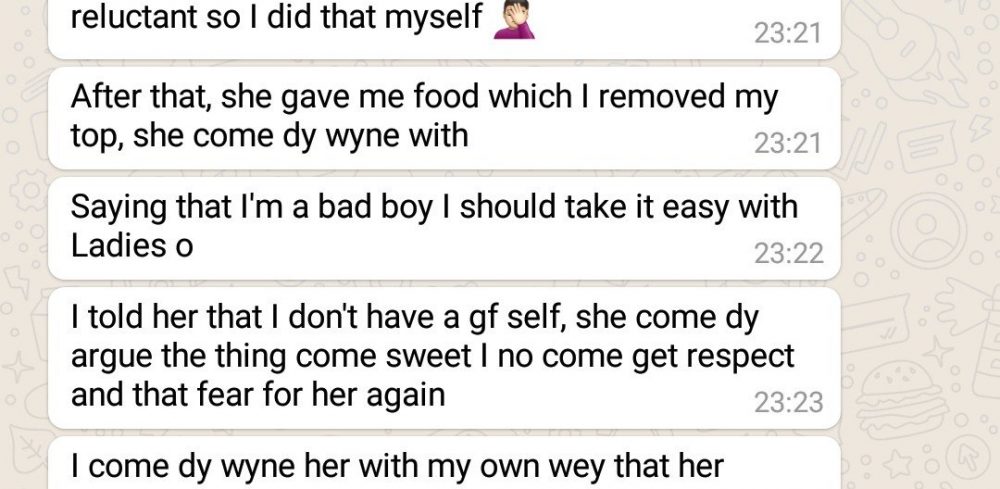 reluctant so I did that myself 🤦🏻‍♂️
23:21
After that, she gave me food which I removed my
top, she come dy wyne with
23:21
Saying that I'm a bad boy I should take it easy with
Ladies o
23:22
I told her that I don't have a gf self, she come dy
argue the thing come sweet I no come get respect
and that fear for her again
23:23
I come dy wyne her with my own wey that her